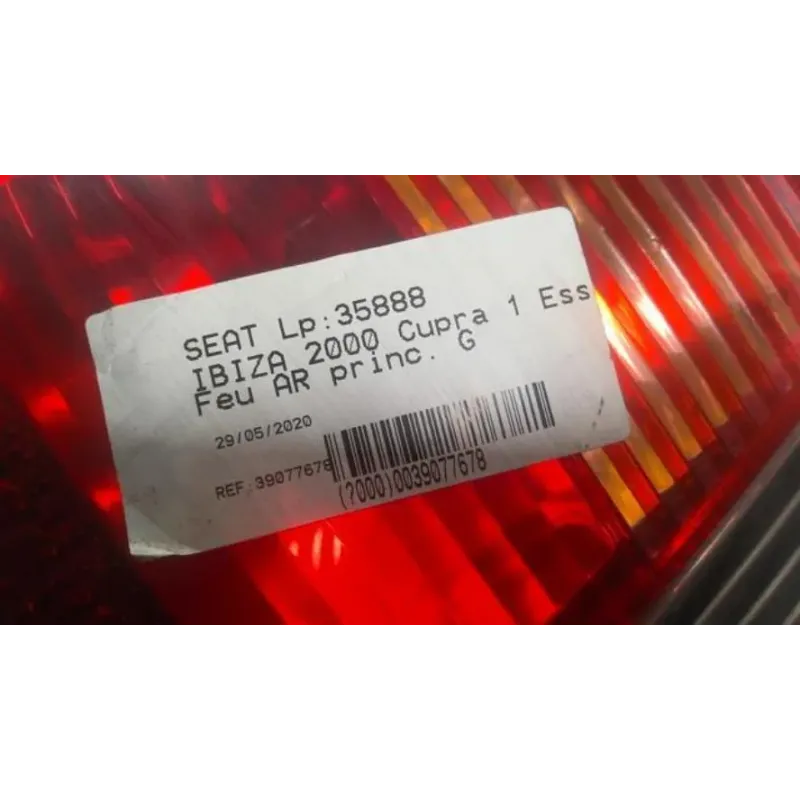 SEAT Lp:35888
IBIZA 2000 Cupra 1 Ess
Feu AR princ. G
29/05/2020
REF:39077678
(?000)0039077678